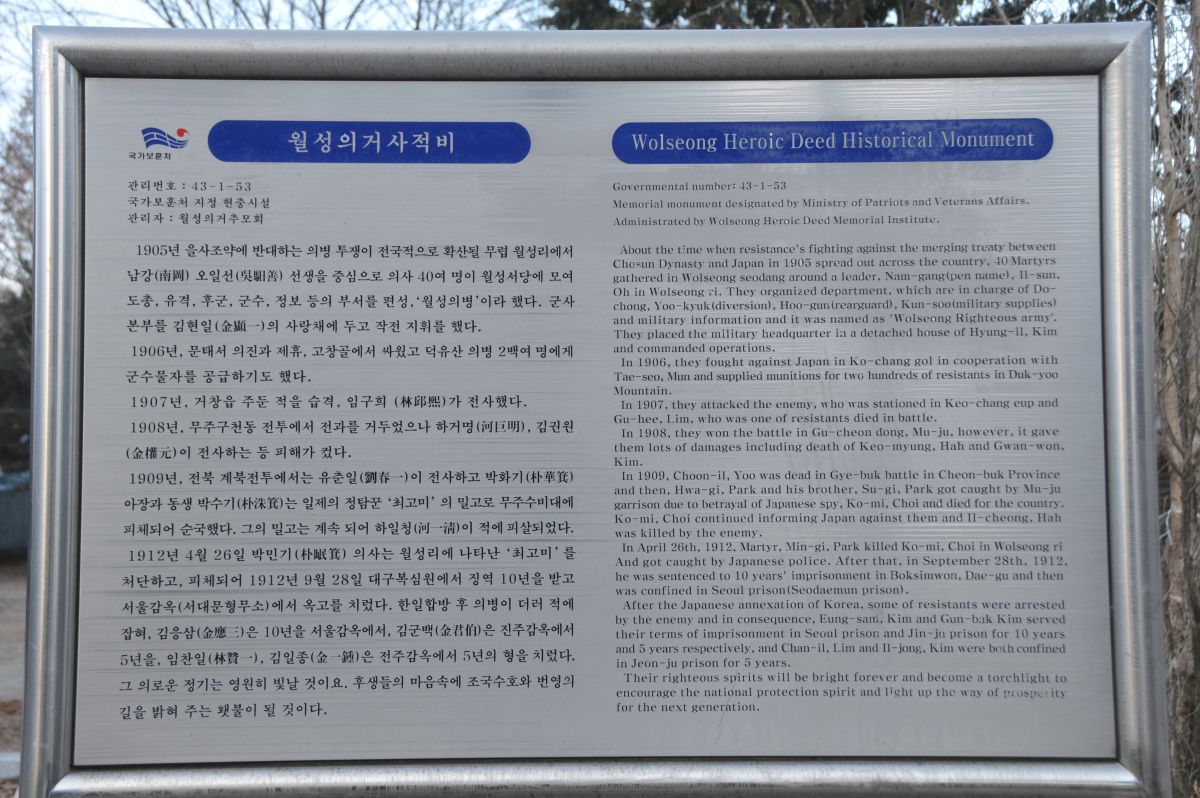 국가보훈처
월성의거사적비
관리번호 : 43-1-53
국가보훈처 지정 현충시설
관리자 : 월성의거추모회
1905년 을사조약에 반대하는 의병 투쟁이 전국적으로 확산될 무렵 월성리에서
남강(南岡) 오일선(吳馹善) 선생을 중심으로 의사 40여 명이 월성서당에 모여
도총, 유격, 후군, 군수, 정보 등의 부서를 편성, ‘월성의병’이라 했다. 군사
본부를 김현일(金顯一)의 사랑채에 두고 작전 지휘를 했다.
1906년, 문태서 의진과 제휴, 고창골에서 싸웠고 덕유산 의병 2백여 명에게
군수물자를 공급하기도 했다.
1907년, 거창읍 주둔 적을 습격, 임구희 (林邱熙)가 전사했다.
1908년, 무주구천동 전투에서 전과를 거두었으나 하거명(河巨明), 김권원
(金權元)이 전사하는 등 피해가 컸다.
1909년, 전북 계북전투에서는 유춘일(劉春一)이 전사하고 박화기(朴華箕)
아장과 동생 박수기(朴洙箕)는 일제의 정탐꾼 ‘최고미’ 의 밀고로 무주수비대에
피체되어 순국했다. 그의 밀고는 계속 되어 하일청(河一淸)이 적에 피살되었다.
1912년 4월 26일 박민기(朴岷箕) 의사는 월성리에 나타난 ‘최고미’ 를
처단하고, 피체되어 1912년 9월 28일 대구복심원에서 징역 10년을 받고
서울감옥(서대문형무소)에서 옥고를 치렀다. 한일합방 후 의병이 더러 적에
잡혀, 김응삼(金應三)은 10년을 서울감옥에서, 김군백(金君伯)은 진주감옥에서
5년을, 임찬일(林贊一), 김일종(金一鍾)은 전주감옥에서 5년의 형을 치렀다.
그 의로운 정기는 영원히 빛날 것이요. 후생들의 마음속에 조국수호와 번영의
길을 밝혀 주는 횃불이 될 것이다.
Wolseong Heroic Deed Historical Monument
Governmental number: 43-1-53
Memorial monument designated by Ministry of Patriots and Veterans Affairs.
Administrated by Wolseong Heroic Deed Memorial Institute.
About the time when resistance's fighting against the merging treaty between
Chosun Dynasty and Japan in 1905 spread out across the country, 40 Martyrs
gathered in Wolseong seodang around a leader, Nam-gang(pen name), Il-sun,
Oh in Wolseong ri. They organized department, which are in charge of Do-
chong, Yoo-kyuk(diversion), Hoo-gun(rearguard), Kun-soo(military supplies)
and military information and it was named as 'Wolseong Righteous army'.
They placed the military headquarter in a detached house of Hyung-il, Kim
and commanded operations.
In 1906, they fought against Japan in Ko-chang gol in cooperation with
Tae-seo, Mun and supplied munitions for two hundreds of resistants in Duk-yoo
Mountain.
In 1907, they attacked the enemy, who was stationed in Keo-chang eup and
Gu-hee, Lim, who was one of resistants died in battle.
In 1908, they won the battle in Gu-cheon dong, Mu-ju, however, it gave
them lots of damages including death of Keo-myung, Hah and Gwan-won,
Kim.
In 1909, Choon-il, Yoo was dead in Gye-buk battle in Cheon-buk Province
and then, Hwa-gi, Park and his brother, Su-gi, Park got caught by Mu-ju
garrison due to betrayal of Japanese spy, Ko-mi, Choi and died for the country.
Ko-mi, Choi continued informing Japan against them and Il-cheong, Hah
was killed by the enemy.
In April 26th, 1912, Martyr, Min-gi, Park killed Ko-mi, Choi in Wolseong ri
And got caught by Japanese police. After that, in September 28th, 1912,
he was sentenced to 10 years' imprisonment in Boksimwon, Dae-gu and then
was confined in Seoul prison(Seodaemun prison).
After the Japanese annexation of Korea, some of resistants were arrested
by the enemy and in consequence, Eung-sam, Kim and Gun-bak Kim served
their terms of imprisonment in Seoul prison and Jin-ju prison for 10 years
and 5 years respectively, and Chan-il, Lim and Il-jong, Kim were both confined
in Jeon-ju prison for 5 years.
Their righteous spirits will be bright forever and become a torchlight to
encourage the national protection spirit and light up the way of prosperity
for the next generation.